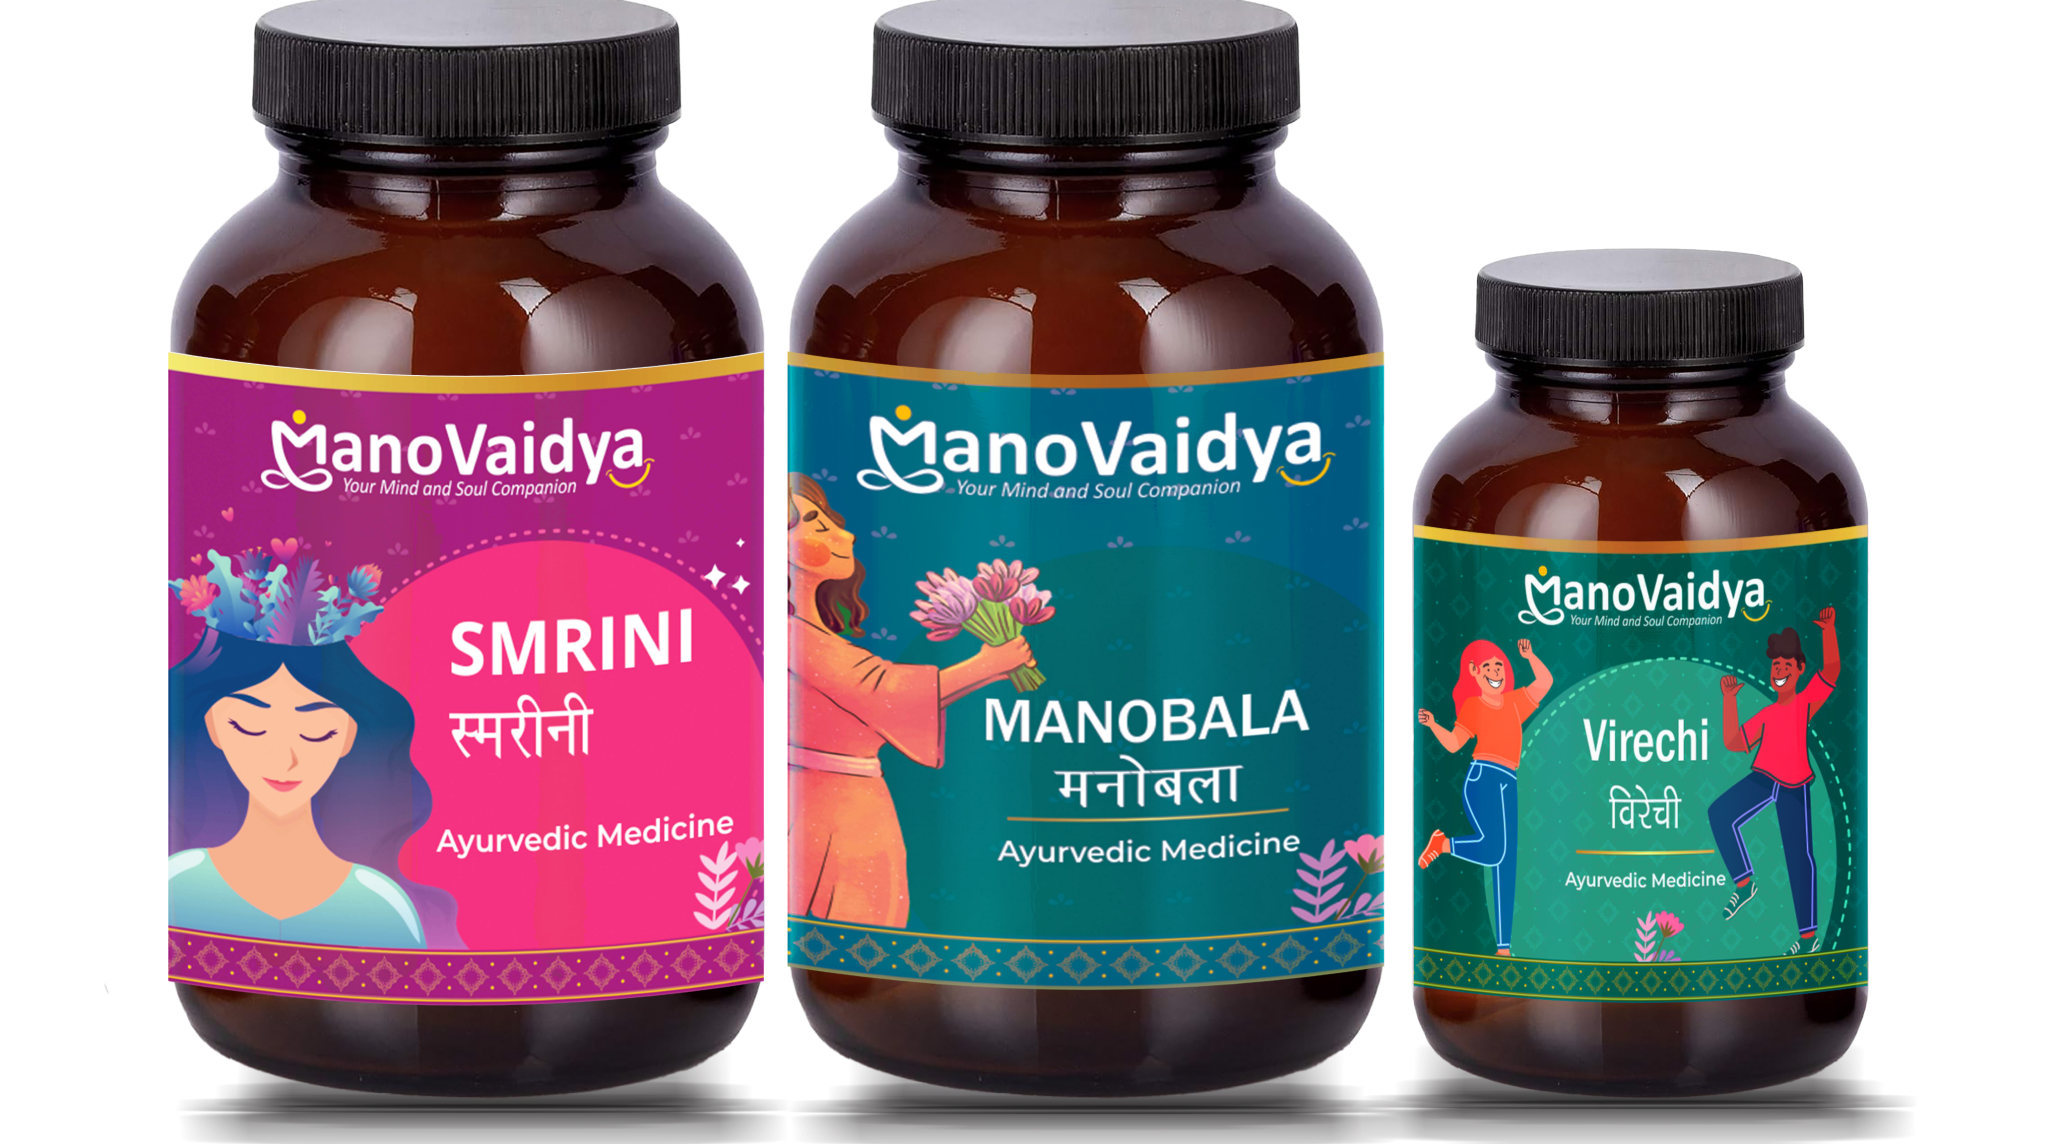 ManoVaidya
Your Mind and Soul Companion
SMRINI
स्मरीनी
Ayurvedic Medicine
ManoVaidya
Your Mind and Soul Companion
MANOBALA
मनोबला
Ayurvedic Medicine
ManoVaidya
Your Mind and Soul Companion
Virechi
विरेची
Ayurvedic Medicine